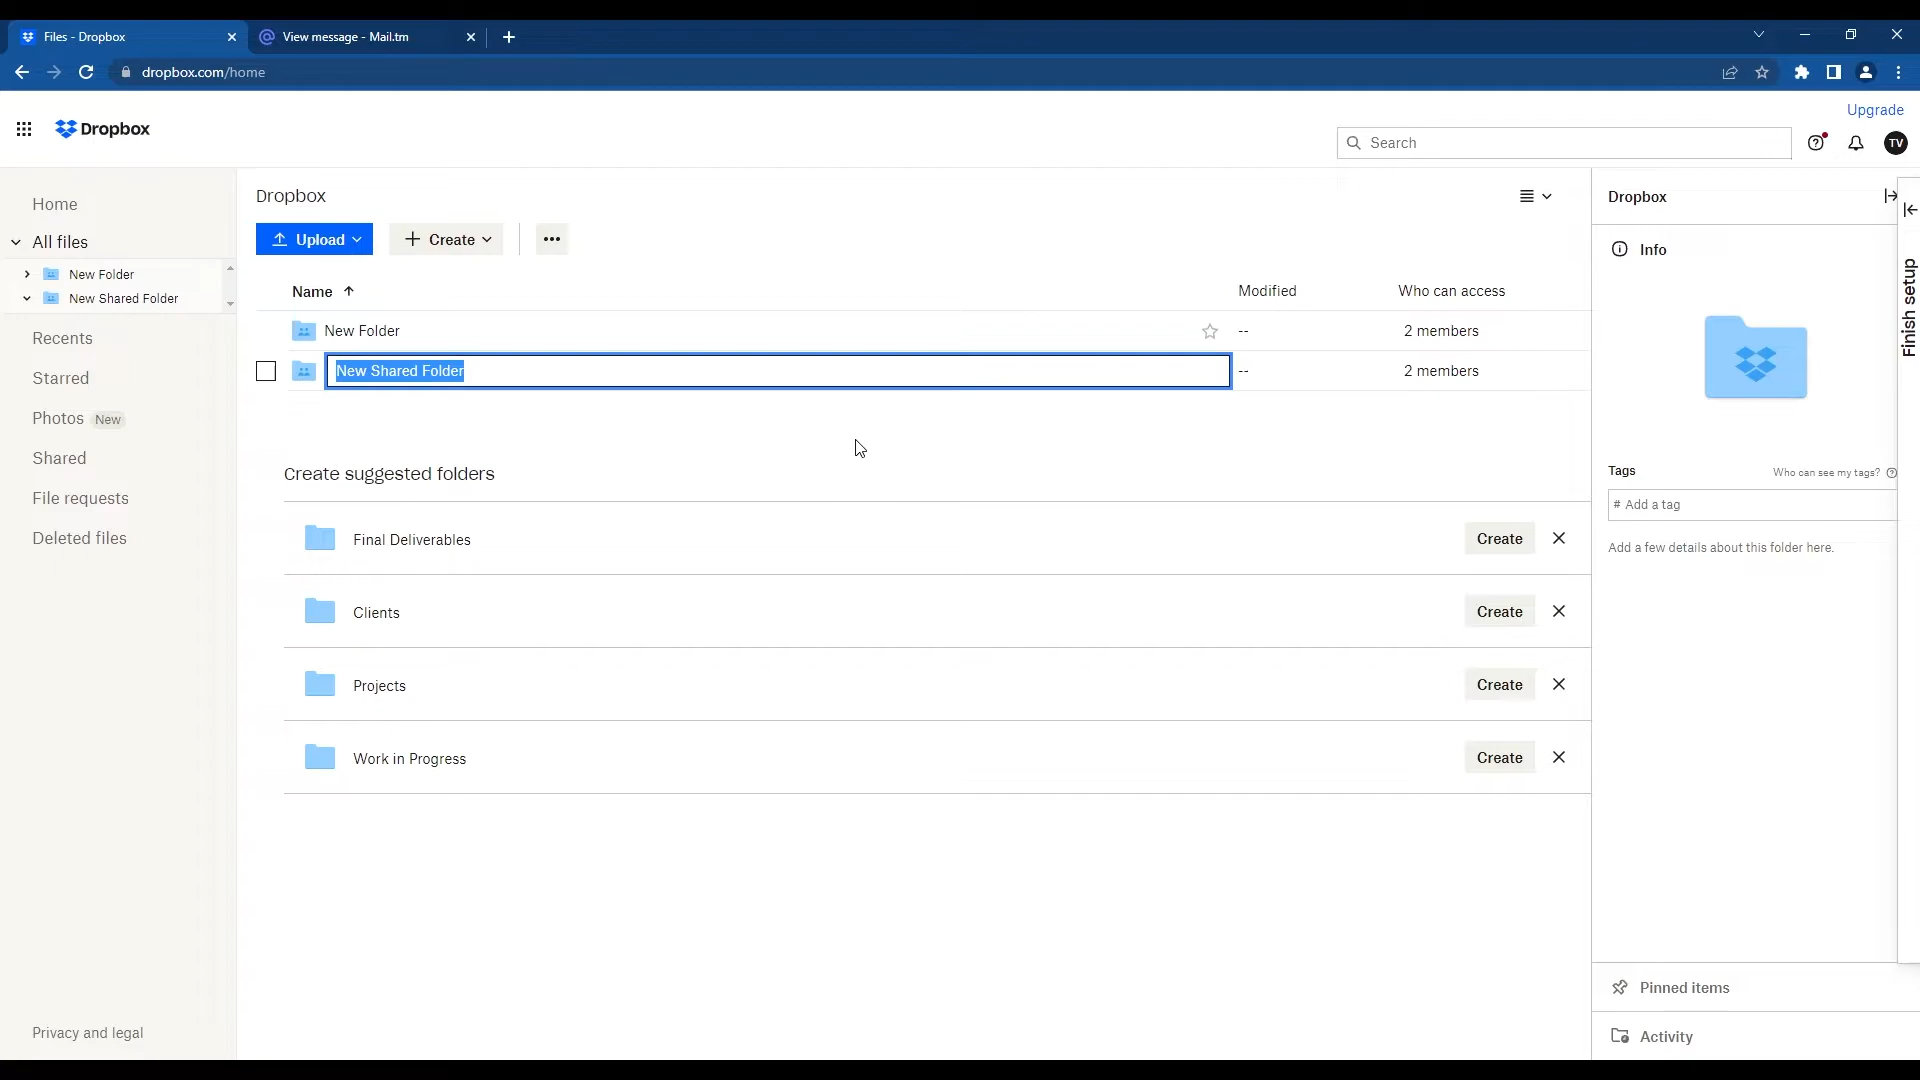 Files - Dropbox
View message - Mail.tm
dropbox.com/home
Upgrade
Dropbox
Search
TV
Home
All files
New Folder
New Shared Folder
Recents
Starred
Photos New
Shared
File requests
Deleted files
Privacy and legal
Dropbox
Upload
Create
Name
Modified
Who can access
New Folder
--
2 members
New Shared Folder
--
2 members
Create suggested folders
Final Deliverables
Create
Clients
Create
Projects
Create
Work in Progress
Create
Dropbox
Info
Tags
Who can see my tags?
# Add a tag
Add a few details about this folder here.
Pinned items
Activity
Finish setup